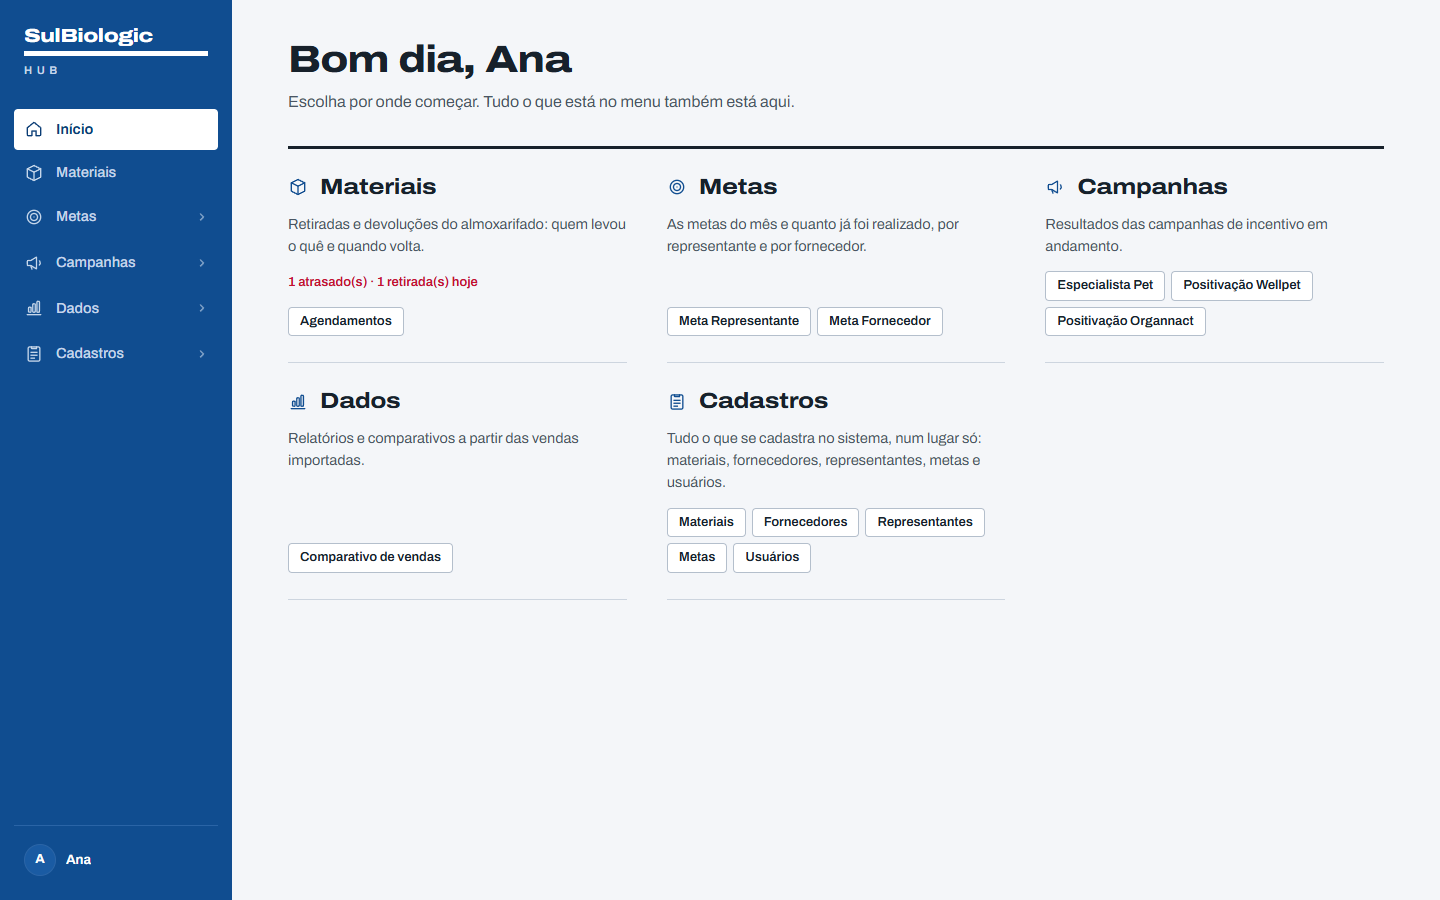 SulBiologic
HUB
Início
Materiais
Metas
Campanhas
Dados
Cadastros
A
Ana
Bom dia, Ana
Escolha por onde começar. Tudo o que está no menu também está aqui.
Materiais
Retiradas e devoluções do almoxarifado: quem levou
o quê e quando volta.
1 atrasado(s) · 1 retirada(s) hoje
Agendamentos
Metas
As metas do mês e quanto já foi realizado, por
representante e por fornecedor.
Meta Representante
Meta Fornecedor
Campanhas
Resultados das campanhas de incentivo em
andamento.
Especialista Pet
Positivação Wellpet
Positivação Organnact
Dados
Relatórios e comparativos a partir das vendas
importadas.
Comparativo de vendas
Cadastros
Tudo o que se cadastra no sistema, num lugar só:
materiais, fornecedores, representantes, metas e
usuários.
Materiais
Fornecedores
Representantes
Metas
Usuários